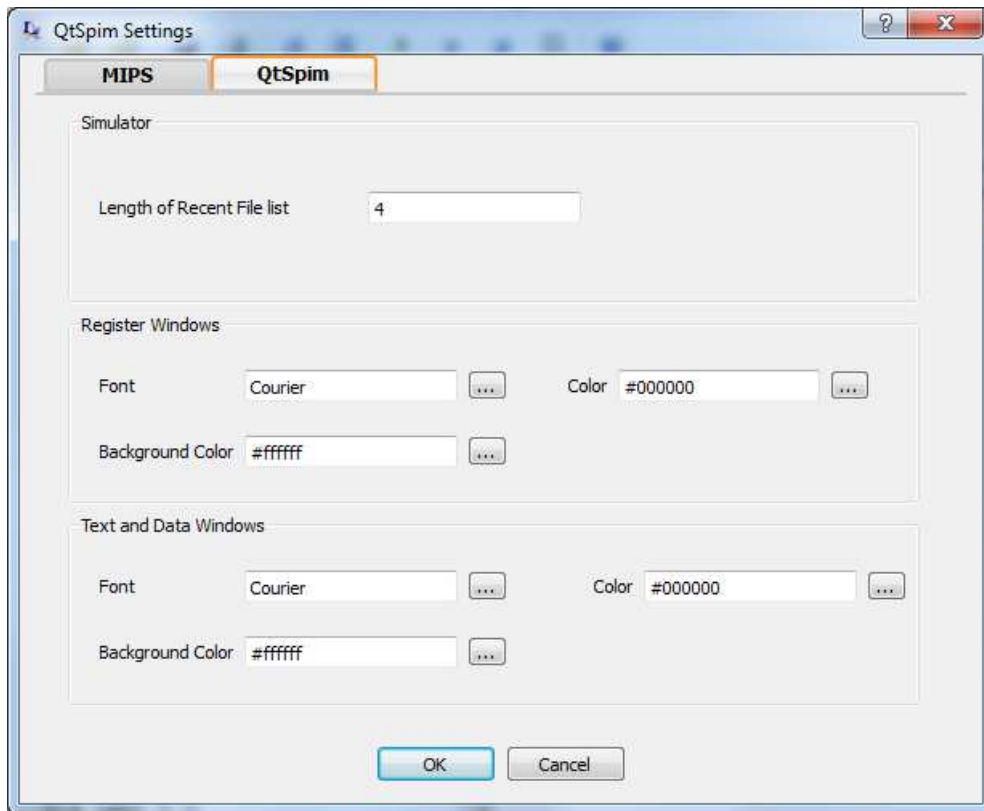 QtSpim Settings
MIPS QtSpim
Simulator
Length of Recent File list 4
Register Windows
Font Courier ... Color #000000 ...
Background Color #ffffff ...
Text and Data Windows
Font Courier ... Color #000000 ...
Background Color #ffffff ...
OK Cancel